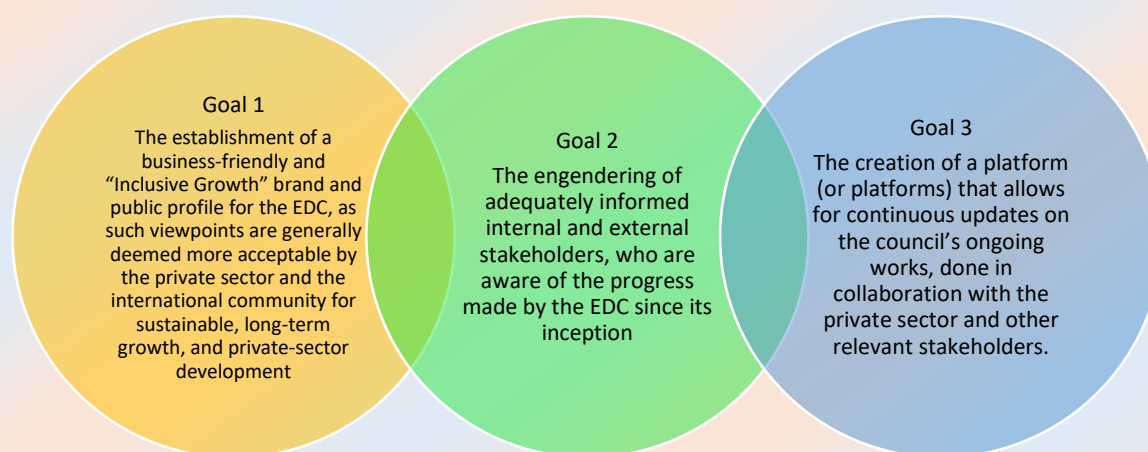 Goal 1
The establishment of a
business-friendly and
“Inclusive Growth” brand and
public profile for the EDC, as
such viewpoints are generally
deemed more acceptable by
the private sector and the
international community for
sustainable, long-term
growth, and private-sector
development
Goal 2
The engendering of
adequately informed
internal and external
stakeholders, who are
aware of the progress
made by the EDC since its
inception
Goal 3
The creation of a platform
(or platforms) that allows
for continuous updates on
the council’s ongoing
works, done in
collaboration with the
private sector and other
relevant stakeholders.